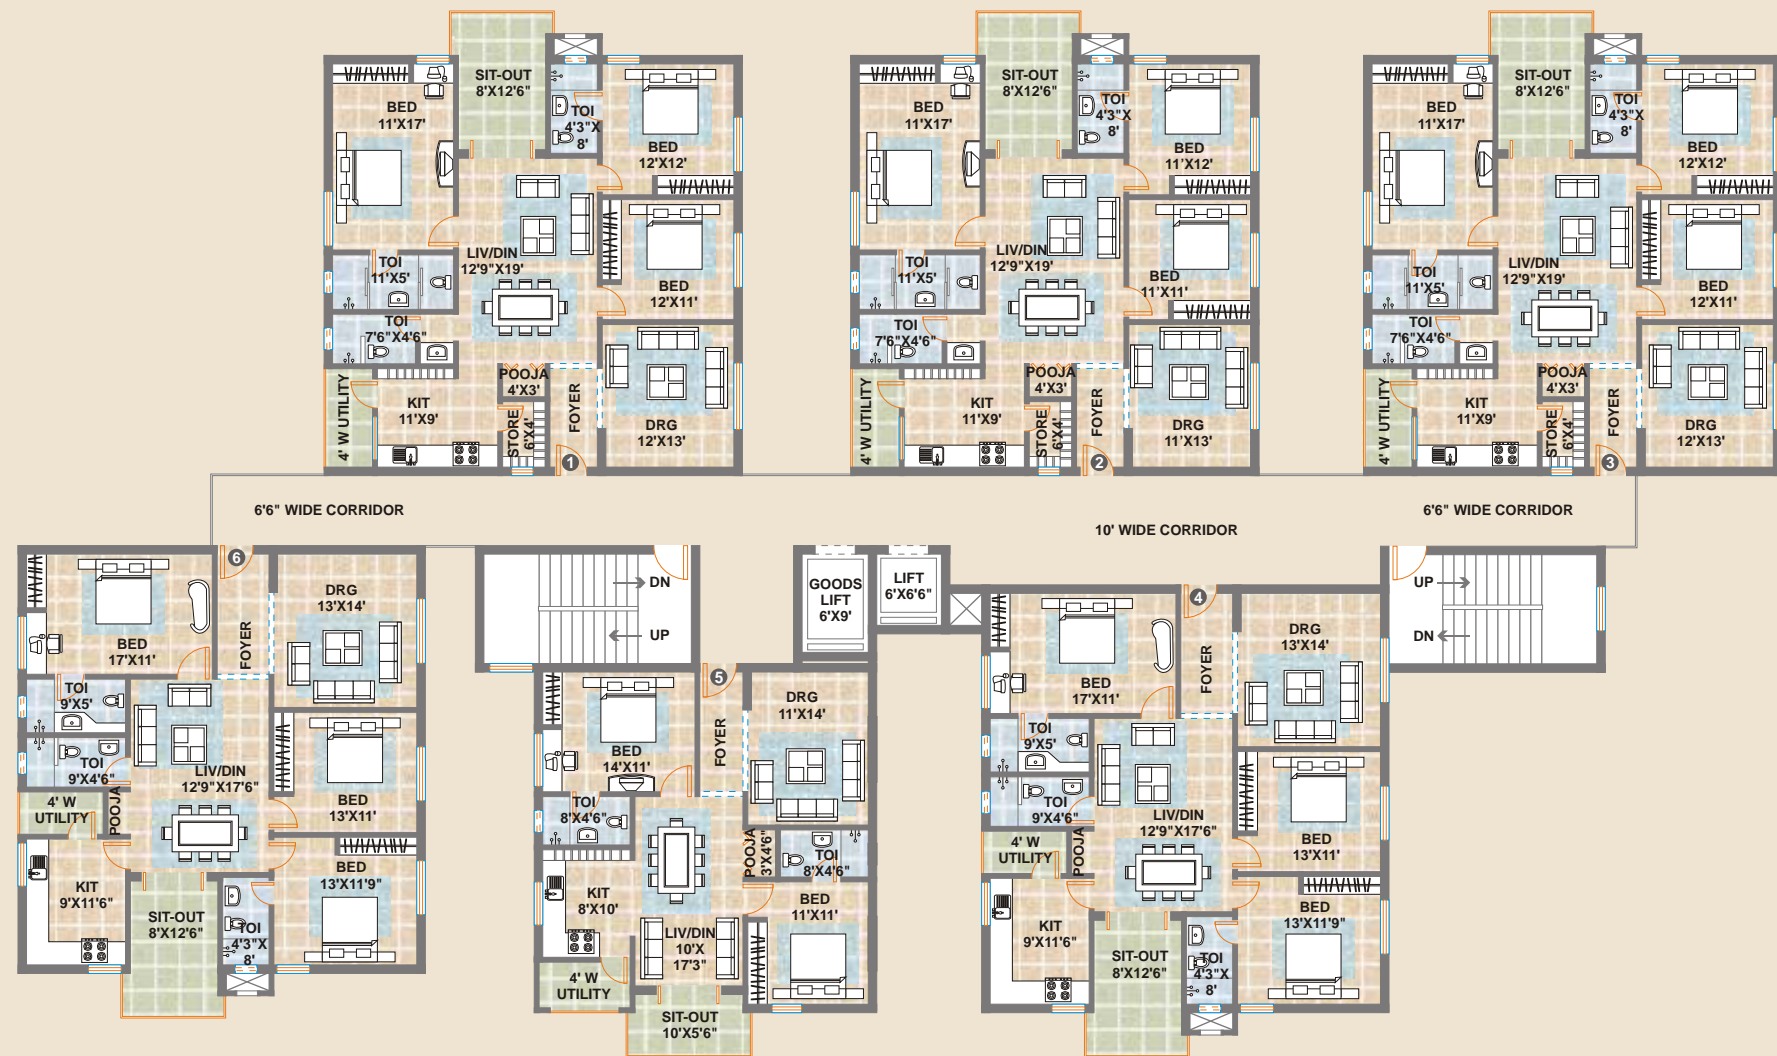 SIT-OUT
8'X12'6"
BED
11'X17'
TOI
4'3"X
8'
BED
12'X12'
LIV/DIN
12'9"X19'
TOI
11'X5'
BED
12'X11'
TOI
7'6"X4'6"
POOJA
4'X3'
KIT
11'X9'
4' W UTILITY
STORE
6'X4'
FOYER
DRG
12'X13'
1
SIT-OUT
8'X12'6"
BED
11'X17'
TOI
4'3"X
8'
BED
11'X12'
LIV/DIN
12'9"X19'
TOI
11'X5'
BED
11'X11'
TOI
7'6"X4'6"
POOJA
4'X3'
KIT
11'X9'
4' W UTILITY
STORE
6'X4'
FOYER
DRG
11'X13'
2
SIT-OUT
8'X12'6"
BED
11'X17'
TOI
4'3"X
8'
BED
12'X12'
LIV/DIN
12'9"X19'
TOI
11'X5'
BED
12'X11'
TOI
7'6"X4'6"
POOJA
4'X3'
KIT
11'X9'
4' W UTILITY
STORE
6'X4'
FOYER
DRG
12'X13'
3
6'6" WIDE CORRIDOR
10' WIDE CORRIDOR
6'6" WIDE CORRIDOR
6
DRG
13'X14'
BED
17'X11'
FOYER
TOI
9'X5'
TOI
9'X4'6"
LIV/DIN
12'9"X17'6"
4' W
UTILITY
POOJA
BED
13'X11'
KIT
9'X11'6"
BED
13'X11'9"
SIT-OUT
8'X12'6"
TOI
4'3"X
8'
DN
UP
GOODS
LIFT
6'X9'
LIFT
6'X6'6"
5
DRG
11'X14'
BED
14'X11'
FOYER
TOI
8'X4'6"
POOJA
3'X4'6"
TOI
8'X4'6"
KIT
8'X10'
BED
11'X11'
LIV/DIN
10'X
17'3"
4' W
UTILITY
SIT-OUT
10'X5'6"
4
DRG
13'X14'
BED
17'X11'
FOYER
TOI
9'X5'
TOI
9'X4'6"
LIV/DIN
12'9"X17'6"
4' W
UTILITY
POOJA
BED
13'X11'
KIT
9'X11'6"
BED
13'X11'9"
SIT-OUT
8'X12'6"
TOI
4'3"X
8'
UP
DN